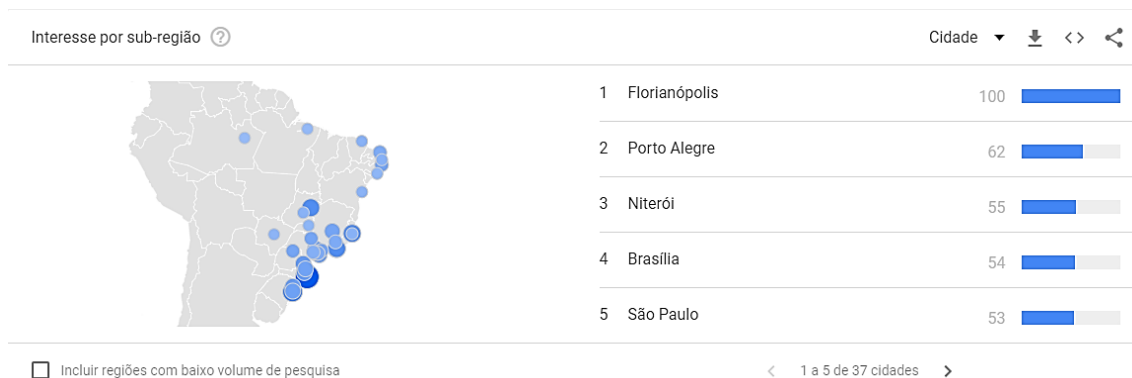 Interesse por sub-região ?
Cidade
1 Florianópolis 100
2 Porto Alegre 62
3 Niterói 55
4 Brasília 54
5 São Paulo 53
Incluir regiões com baixo volume de pesquisa
1 a 5 de 37 cidades